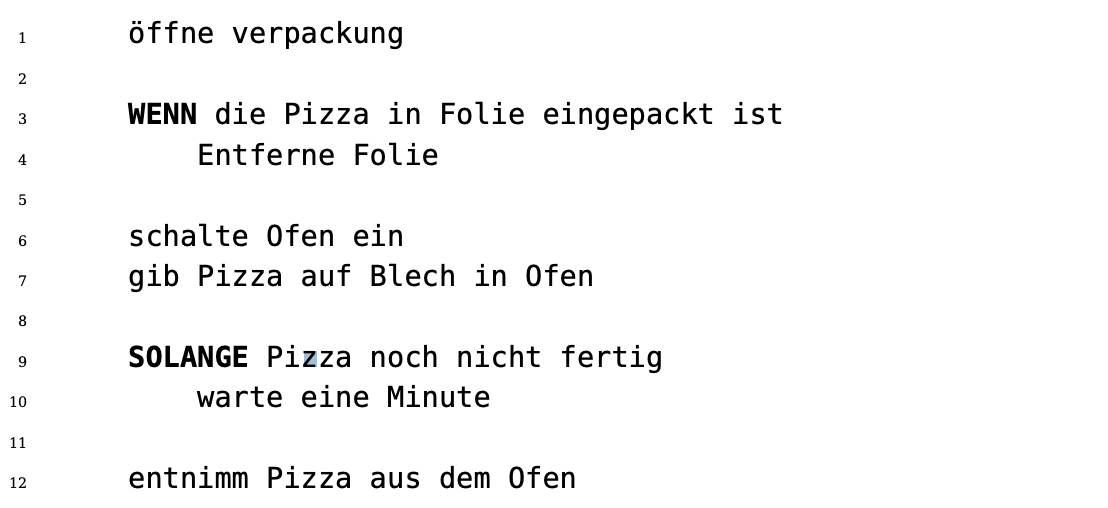 1 öffne verpackung
2
3 WENN die Pizza in Folie eingepackt ist
4 Entferne Folie
5
6 schalte Ofen ein
7 gib Pizza auf Blech in Ofen
8
9 SOLANGE Pizza noch nicht fertig
10 warte eine Minute
11
12 entnimm Pizza aus dem Ofen